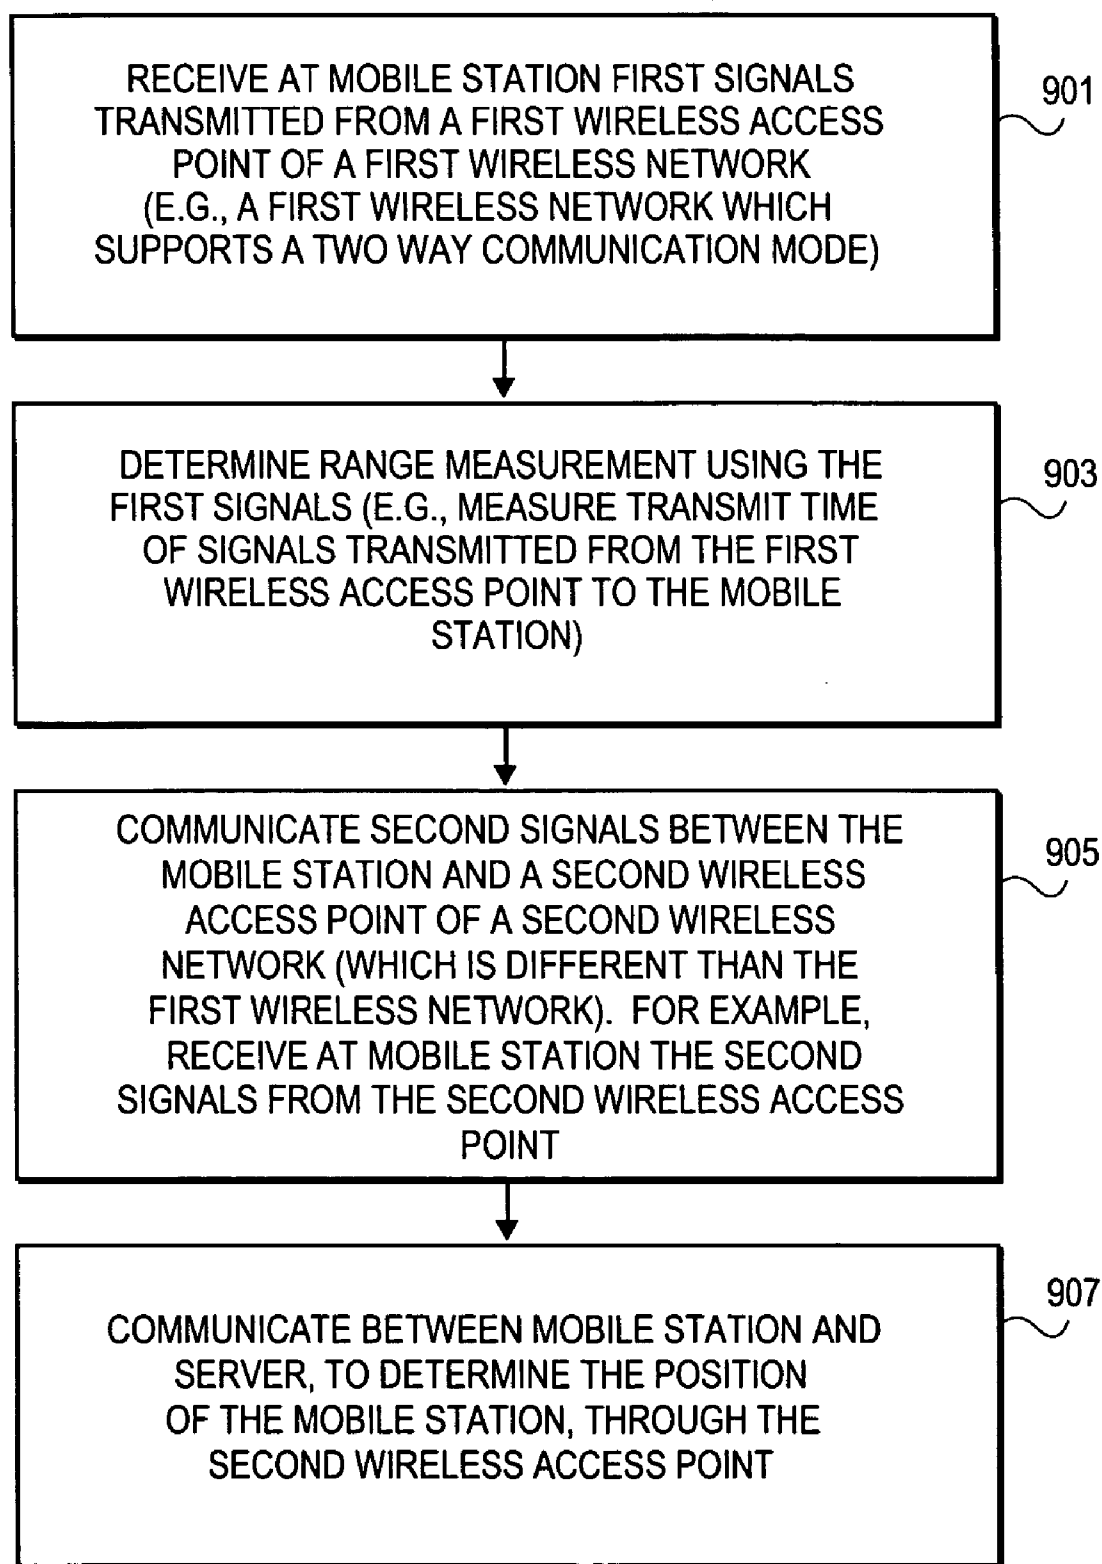 RECEIVE AT MOBILE STATION FIRST SIGNALS
TRANSMITTED FROM A FIRST WIRELESS ACCESS
POINT OF A FIRST WIRELESS NETWORK
(E.G., A FIRST WIRELESS NETWORK WHICH
SUPPORTS A TWO WAY COMMUNICATION MODE)
901
DETERMINE RANGE MEASUREMENT USING THE
FIRST SIGNALS (E.G., MEASURE TRANSMIT TIME
OF SIGNALS TRANSMITTED FROM THE FIRST
WIRELESS ACCESS POINT TO THE MOBILE
STATION)
903
COMMUNICATE SECOND SIGNALS BETWEEN THE
MOBILE STATION AND A SECOND WIRELESS
ACCESS POINT OF A SECOND WIRELESS
NETWORK (WHICH IS DIFFERENT THAN THE
FIRST WIRELESS NETWORK). FOR EXAMPLE,
RECEIVE AT MOBILE STATION THE SECOND
SIGNALS FROM THE SECOND WIRELESS ACCESS
POINT
905
COMMUNICATE BETWEEN MOBILE STATION AND
SERVER, TO DETERMINE THE POSITION
OF THE MOBILE STATION, THROUGH THE
SECOND WIRELESS ACCESS POINT
907